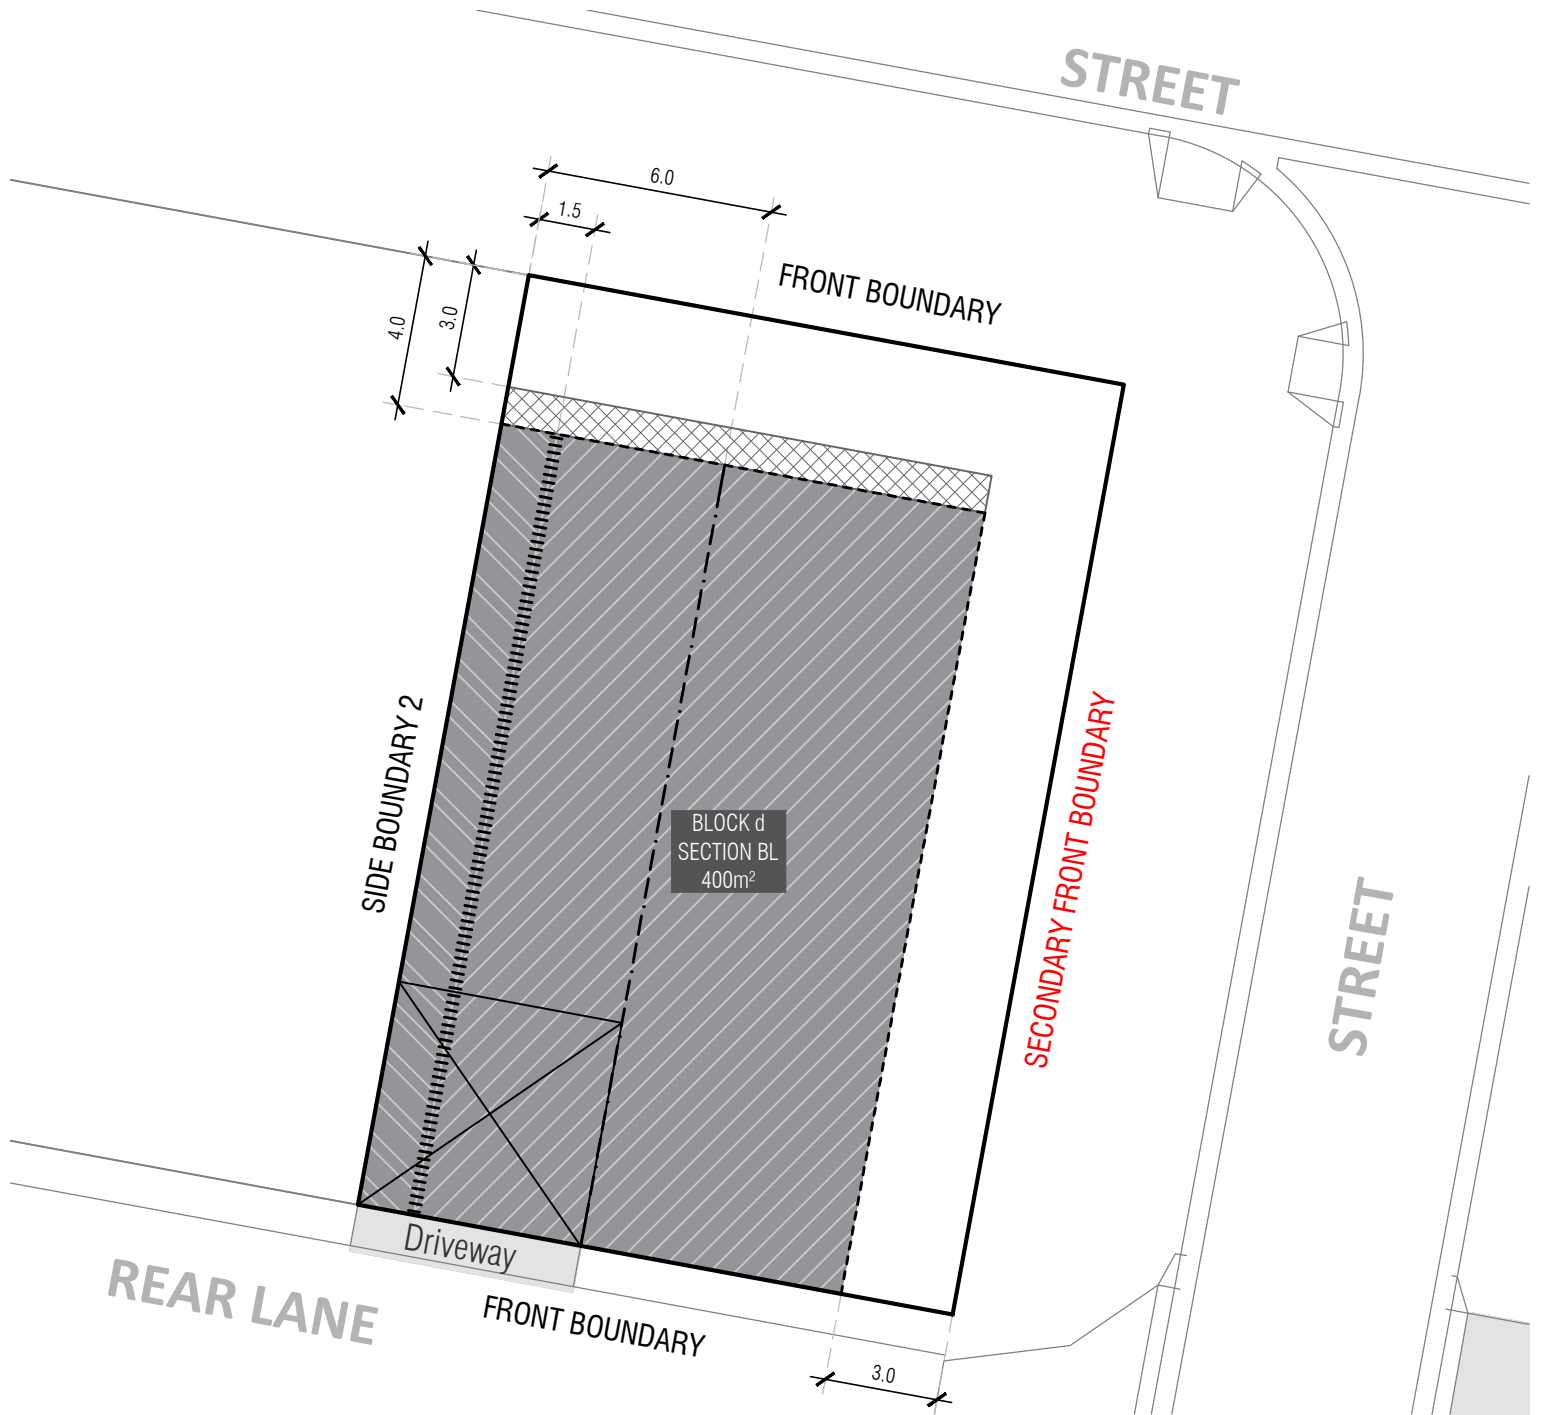 STREET
6.0
1.5
FRONT BOUNDARY
4.0
3.0
SIDE BOUNDARY 2
BLOCK d
SECTION BL
400m²
SECONDARY FRONT BOUNDARY
STREET
Driveway
REAR LANE
FRONT BOUNDARY
3.0